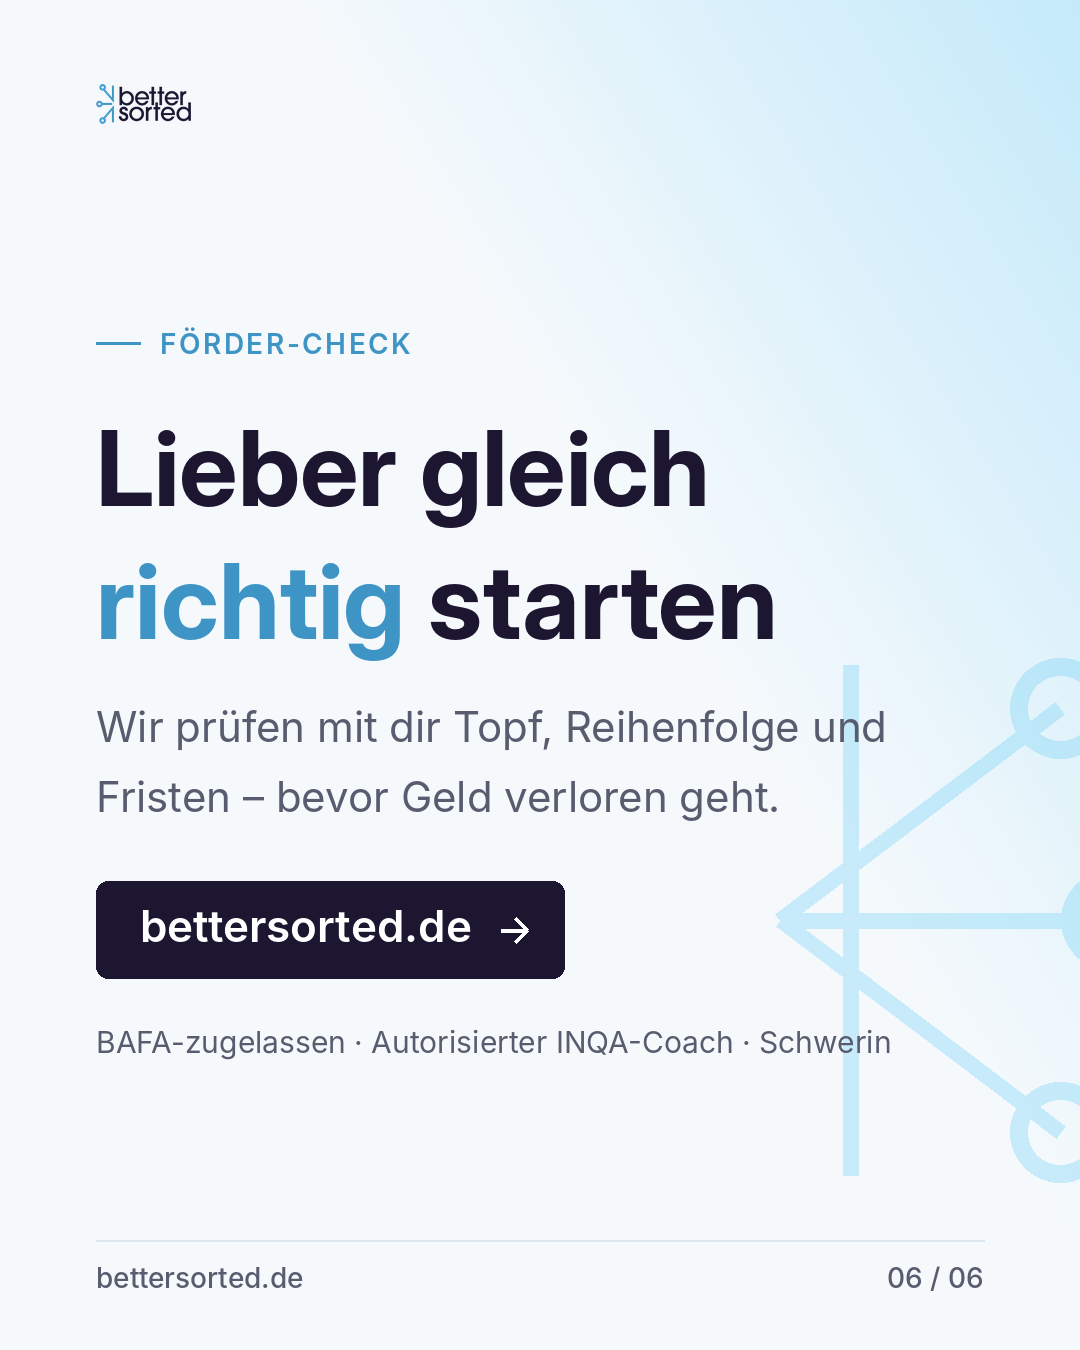 better
sorted
FÖRDER-CHECK
Lieber gleich
richtig starten
Wir prüfen mit dir Topf, Reihenfolge und
Fristen – bevor Geld verloren geht.
bettersorted.de →
BAFA-zugelassen · Autorisierter INQA-Coach · Schwerin
bettersorted.de
06 / 06